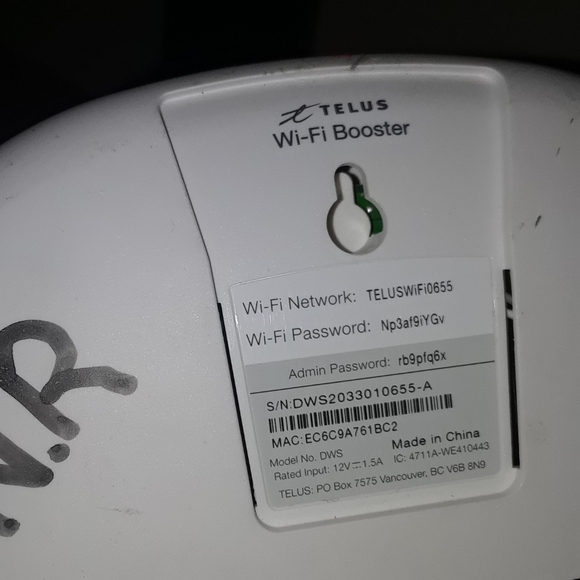 TELUS
Wi-Fi Booster
Wi-Fi Network: TELUSWiFi0655
Wi-Fi Password: Np3af9iYGv
Admin Password: rb9pfq6x
S/N:DWS2033010655-A
MAC:EC6C9A761BC2
Model No. DWS Made in China
Rated Input: 12V⎓1.5A IC: 4711A-WE410443
TELUS: PO Box 7575 Vancouver, BC V6B 8N9
N.R